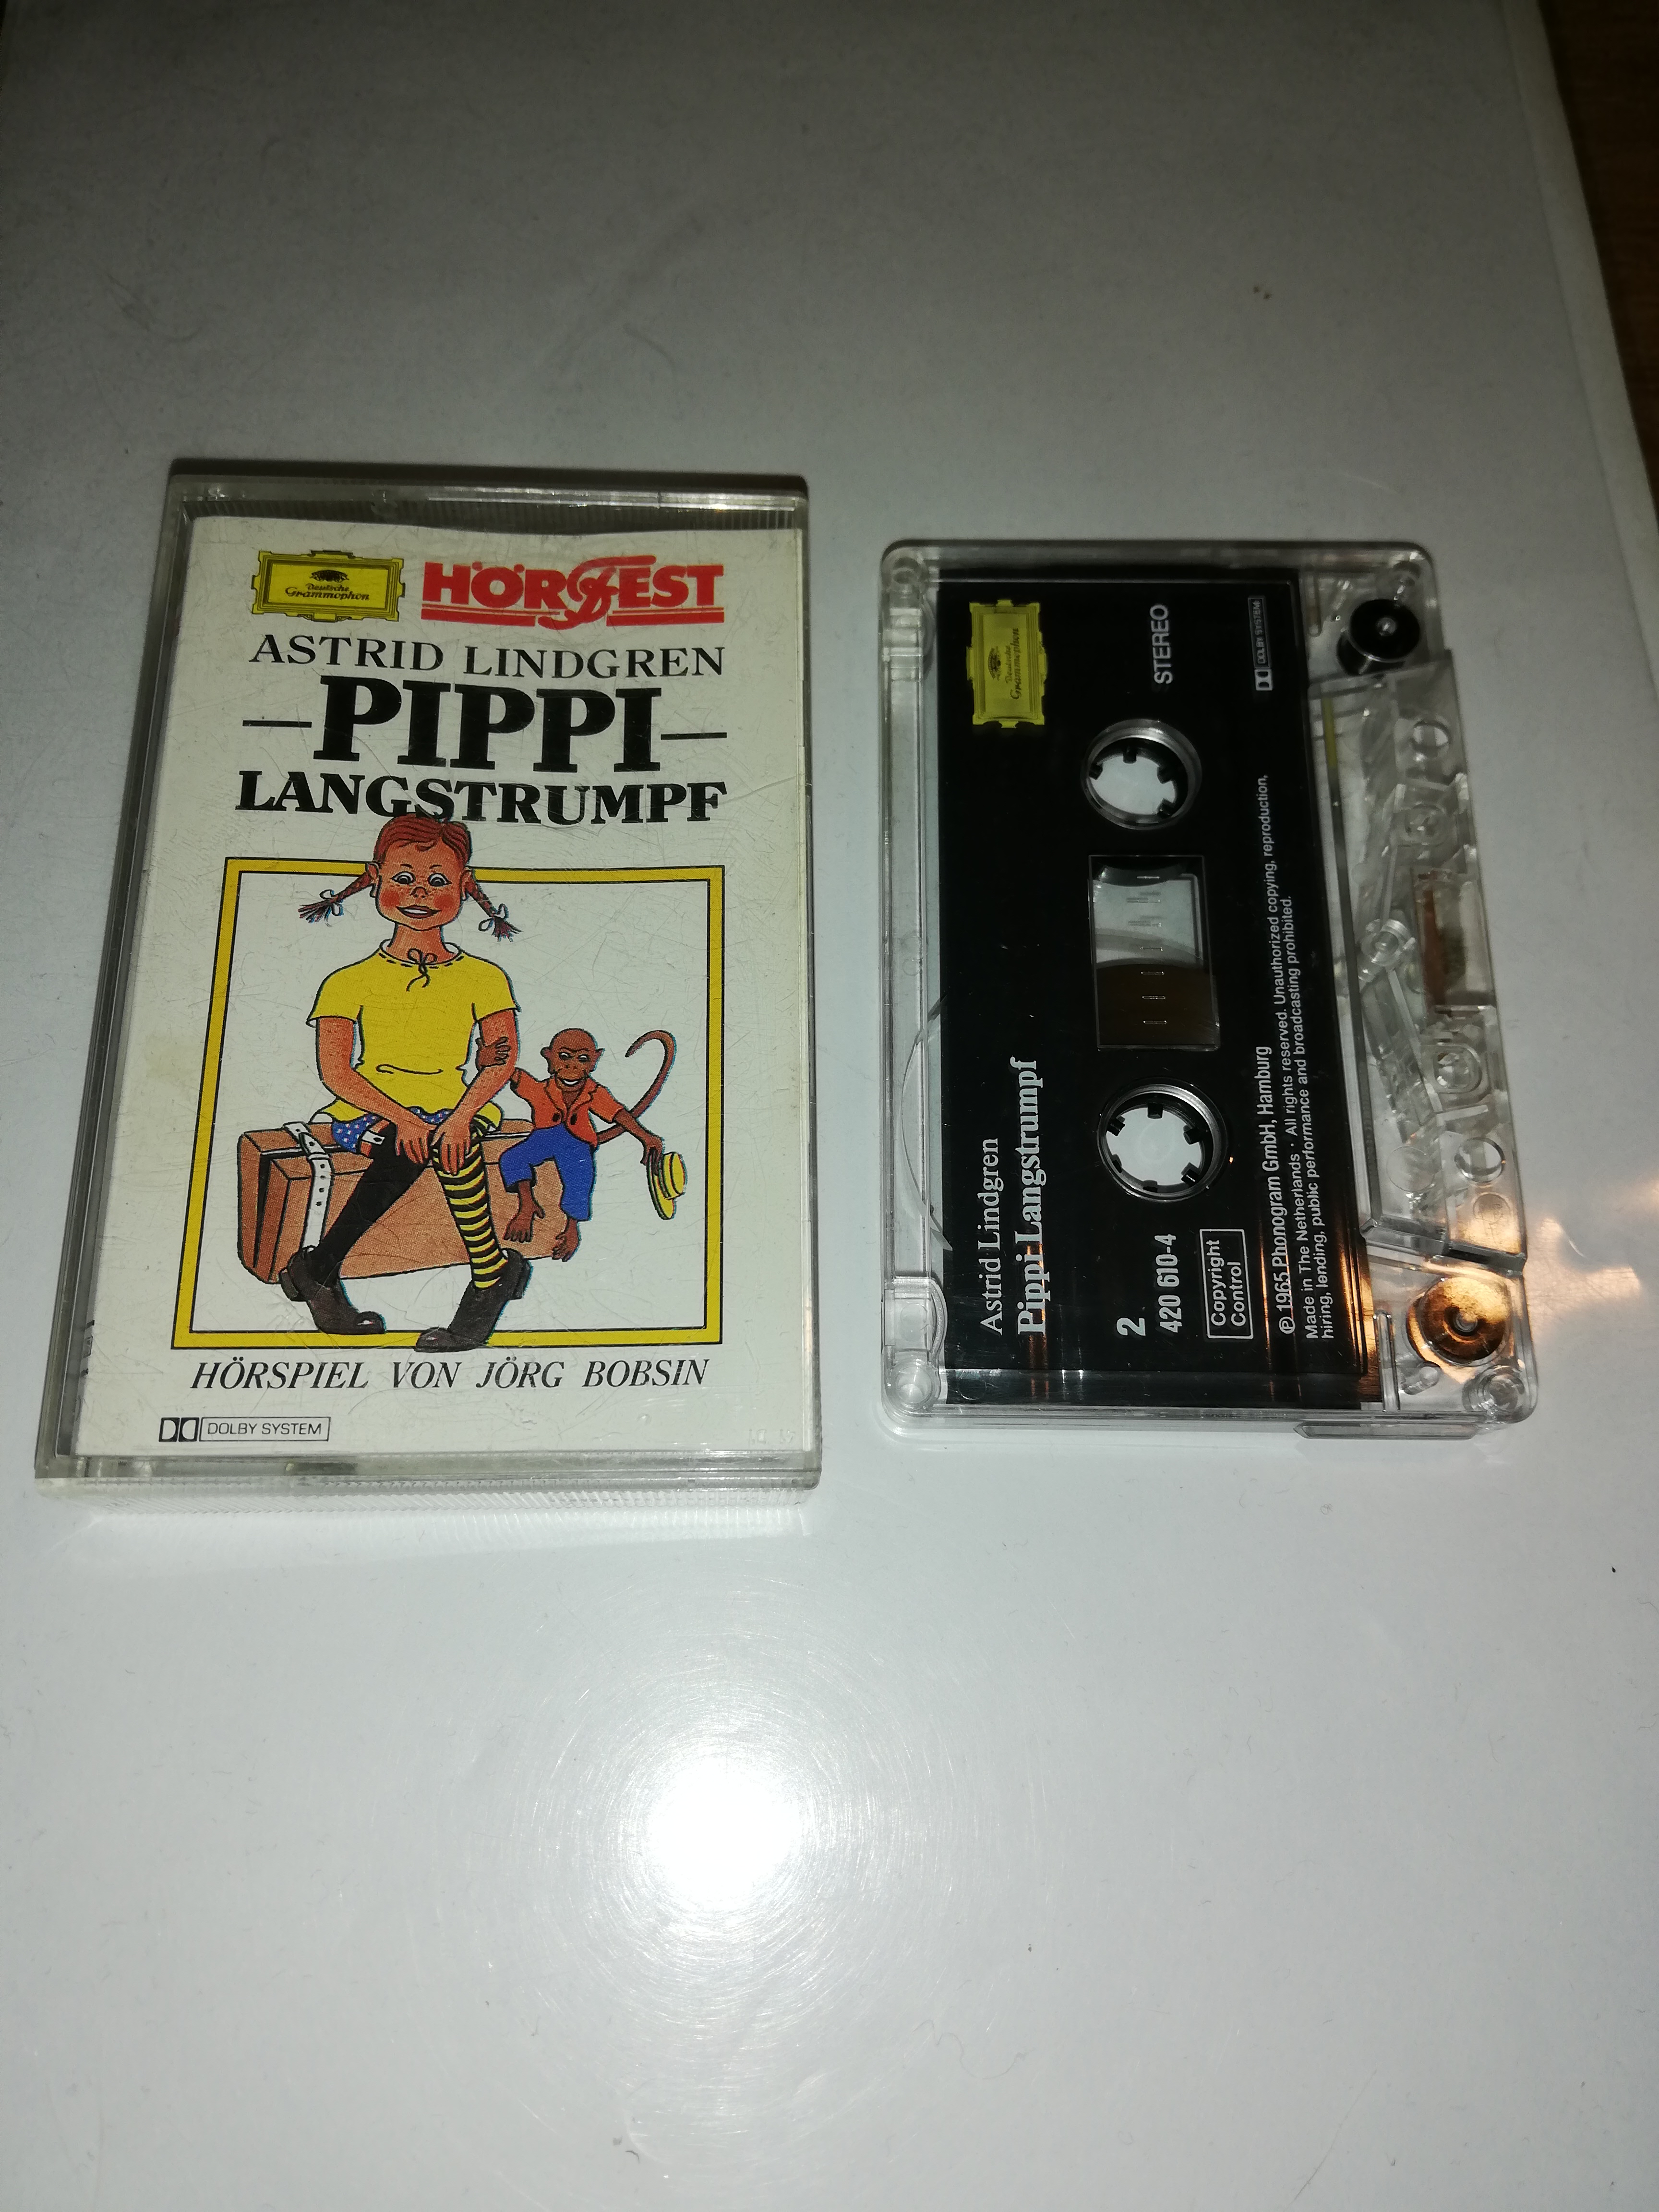 Deutsche
Grammophon
HÖRFEST
ASTRID LINDGREN
—PIPPI—
LANGSTRUMPF
HÖRSPIEL VON JÖRG BOBSIN
DOLBY SYSTEM
Deutsche
Grammophon
Astrid Lindgren
Pippi Langstrumpf
2
STEREO
420 610-4
Copyright
Control
DOLBY SYSTEM
℗ 1965 Phonogram GmbH, Hamburg
Made in The Netherlands · All rights reserved. Unauthorized copying, reproduction,
hiring, lending, public performance and broadcasting prohibited.